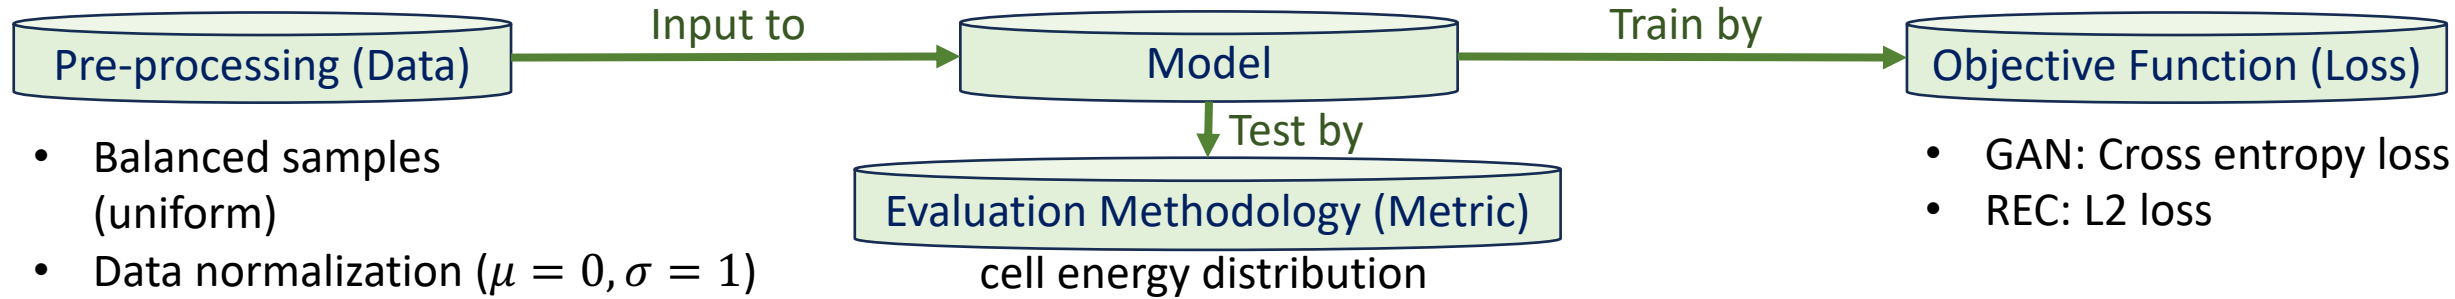 Pre-processing (Data)
Input to
Model
Train by
Objective Function (Loss)
Test by
Evaluation Methodology (Metric)
cell energy distribution
• Balanced samples
(uniform)
• Data normalization (𝜇 = 0, 𝜎 = 1)
• GAN: Cross entropy loss
• REC: L2 loss